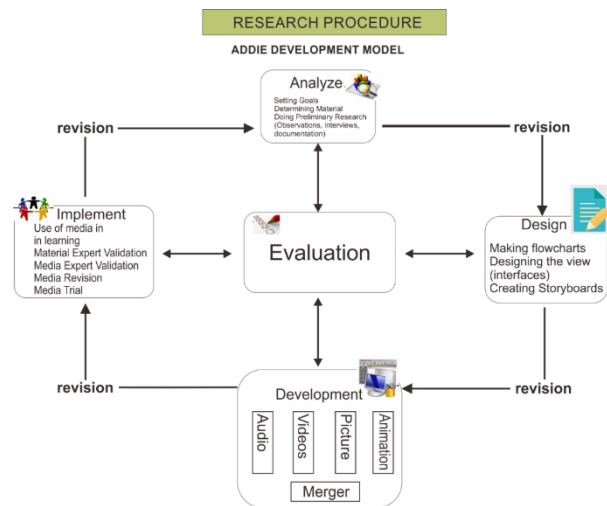 RESEARCH PROCEDURE
ADDIE DEVELOPMENT MODEL
Analyze
Setting Goals
Determining Material
Doing Preliminary Research
(Observations, interviews,
documentation)
revision
revision
Implement
Use of media in
in learning
Material Expert Validation
Media Expert Validation
Media Revision
Media Trial
Evaluation
Design
Making flowcharts
Designing the view
(interfaces)
Creating Storyboards
revision
revision
Development
Audio
Videos
Picture
Animation
Merger